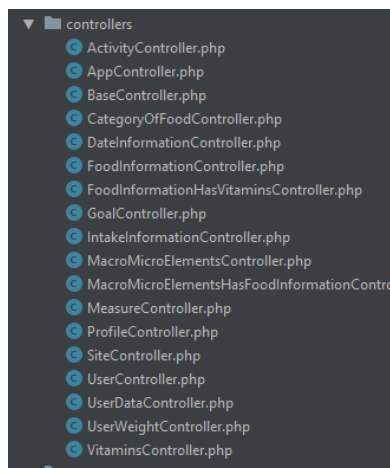 controllers
ActivityController.php
AppController.php
BaseController.php
CategoryOfFoodController.php
DateInformationController.php
FoodInformationController.php
FoodInformationHasVitaminsController.php
GoalController.php
IntakeInformationController.php
MacroMicroElementsController.php
MacroMicroElementsHasFoodInformationContro
MeasureController.php
ProfileController.php
SiteController.php
UserController.php
UserDataController.php
UserWeightController.php
VitaminsController.php